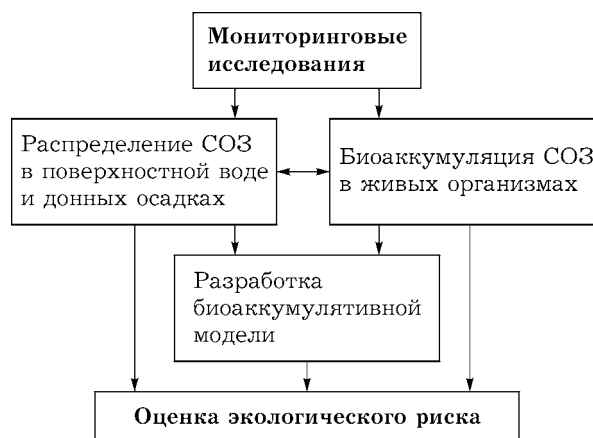 Мониторинговые
исследования
Распределение СОЗ
в поверхностной воде
и донных осадках
Биоаккумуляция СОЗ
в живых организмах
Разработка
биоаккумулятивной
модели
Оценка экологического риска